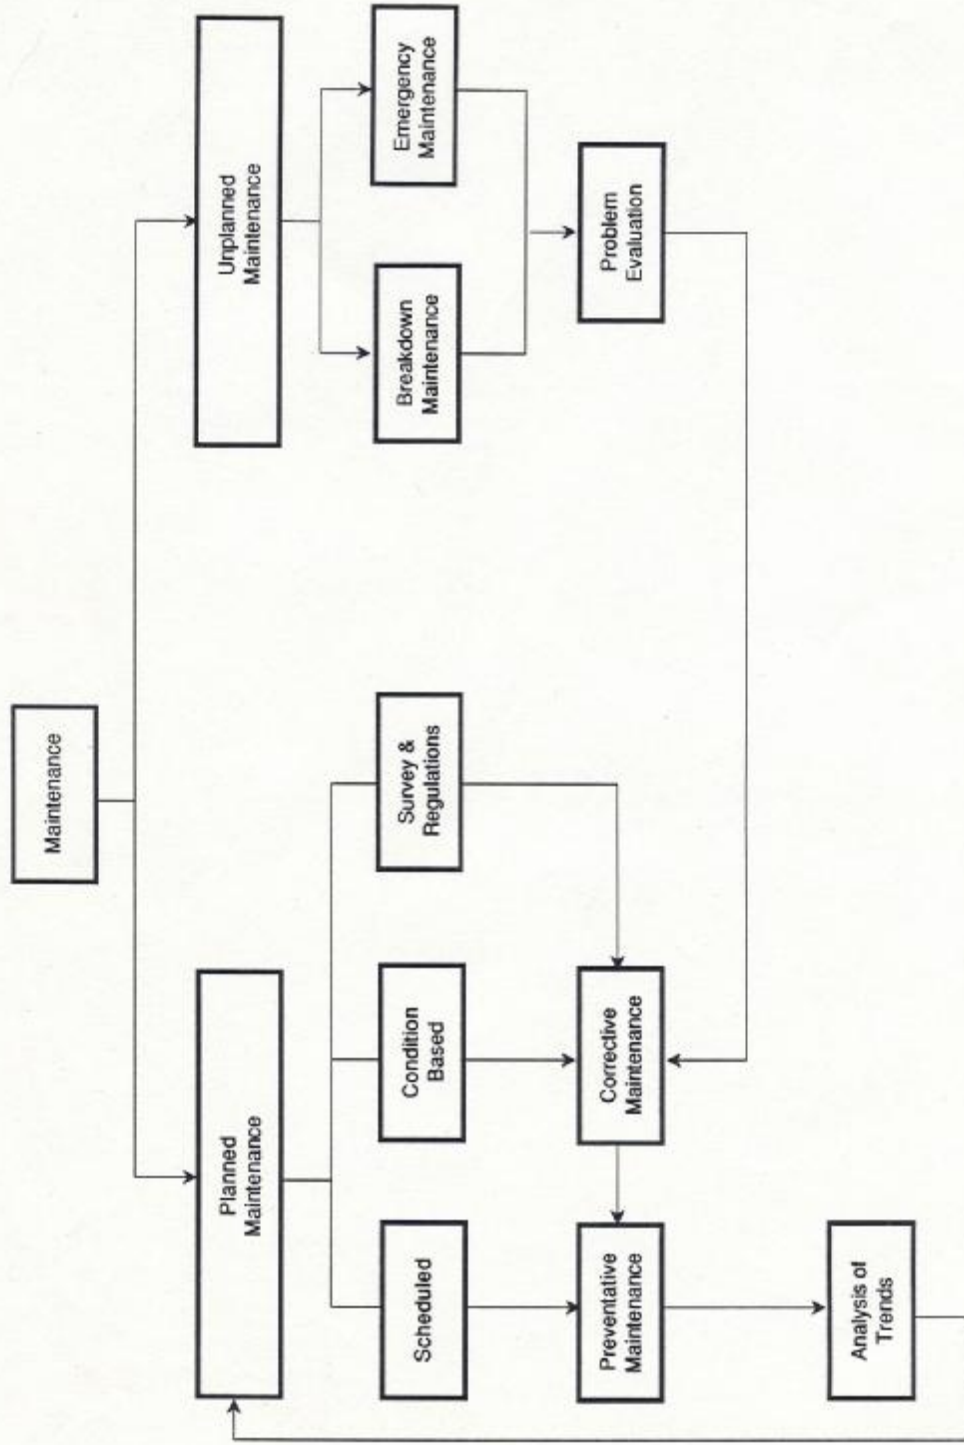 Maintenance
Planned
Maintenance
Unplanned
Maintenance
Scheduled
Condition
Based
Survey &
Regulations
Breakdown
Maintenance
Emergency
Maintenance
Preventative
Maintenance
Corrective
Maintenance
Problem
Evaluation
Analysis of
Trends